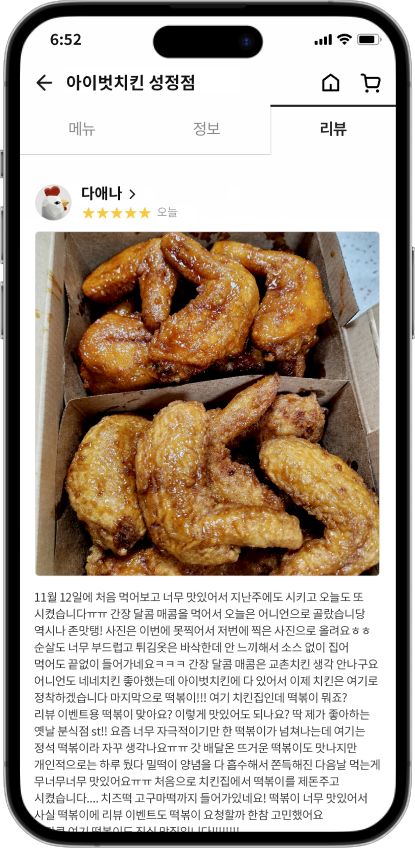 6:52
아이벗치킨 성정점
메뉴 정보 리뷰
다애나
오늘
11월 12일에 처음 먹어보고 너무 맛있어서 지난주에도 시키고 오늘도 또
시켰습니다ㅠㅠ 간장 달콤 매콤을 먹어서 오늘은 어니언으로 골랐습니당
역시나 존맛탱! 사진은 이번에 못찍어서 저번에 찍은 사진으로 올려요ㅎㅎ
순살도 너무 부드럽고 튀김옷은 바삭한데 안 느끼해서 소스 없이 집어
먹어도 끝없이 들어가네요ㅋㅋㅋ 간장 달콤 매콤은 교촌치킨 생각 안나구요
어니언도 네네치킨 좋아했는데 아이벗치킨에 다 있어서 이제 치킨은 여기로
정착하겠습니다 마지막으로 떡볶이!!! 여기 치킨집인데 떡볶이 뭐죠?
리뷰 이벤트용 떡볶이 맞아요? 이렇게 맛있어도 되나요? 딱 제가 좋아하는
옛날 분식점 st!! 요즘 너무 자극적이기만 한 떡볶이가 넘쳐나는데 여기는
정석 떡볶이라 자꾸 생각나요ㅠㅠ 갓 배달온 뜨거운 떡볶이도 맛나지만
개인적으로는 하루 뒀다 밀떡이 양념을 다 흡수해서 쫀득해진 다음날 먹는게
무너무너무 맛있어요ㅠㅠ 처음으로 치킨집에서 떡볶이를 제돈주고
시켰습니다.... 치즈떡 고구마떡까지 들어가있네요! 떡볶이 너무 맛있어서
사실 떡볶이에 리뷰 이벤트도 떡볶이 요청할까 한참 고민했어요
여기 떡볶이도 진심 맛집입니다!!!!!!!!